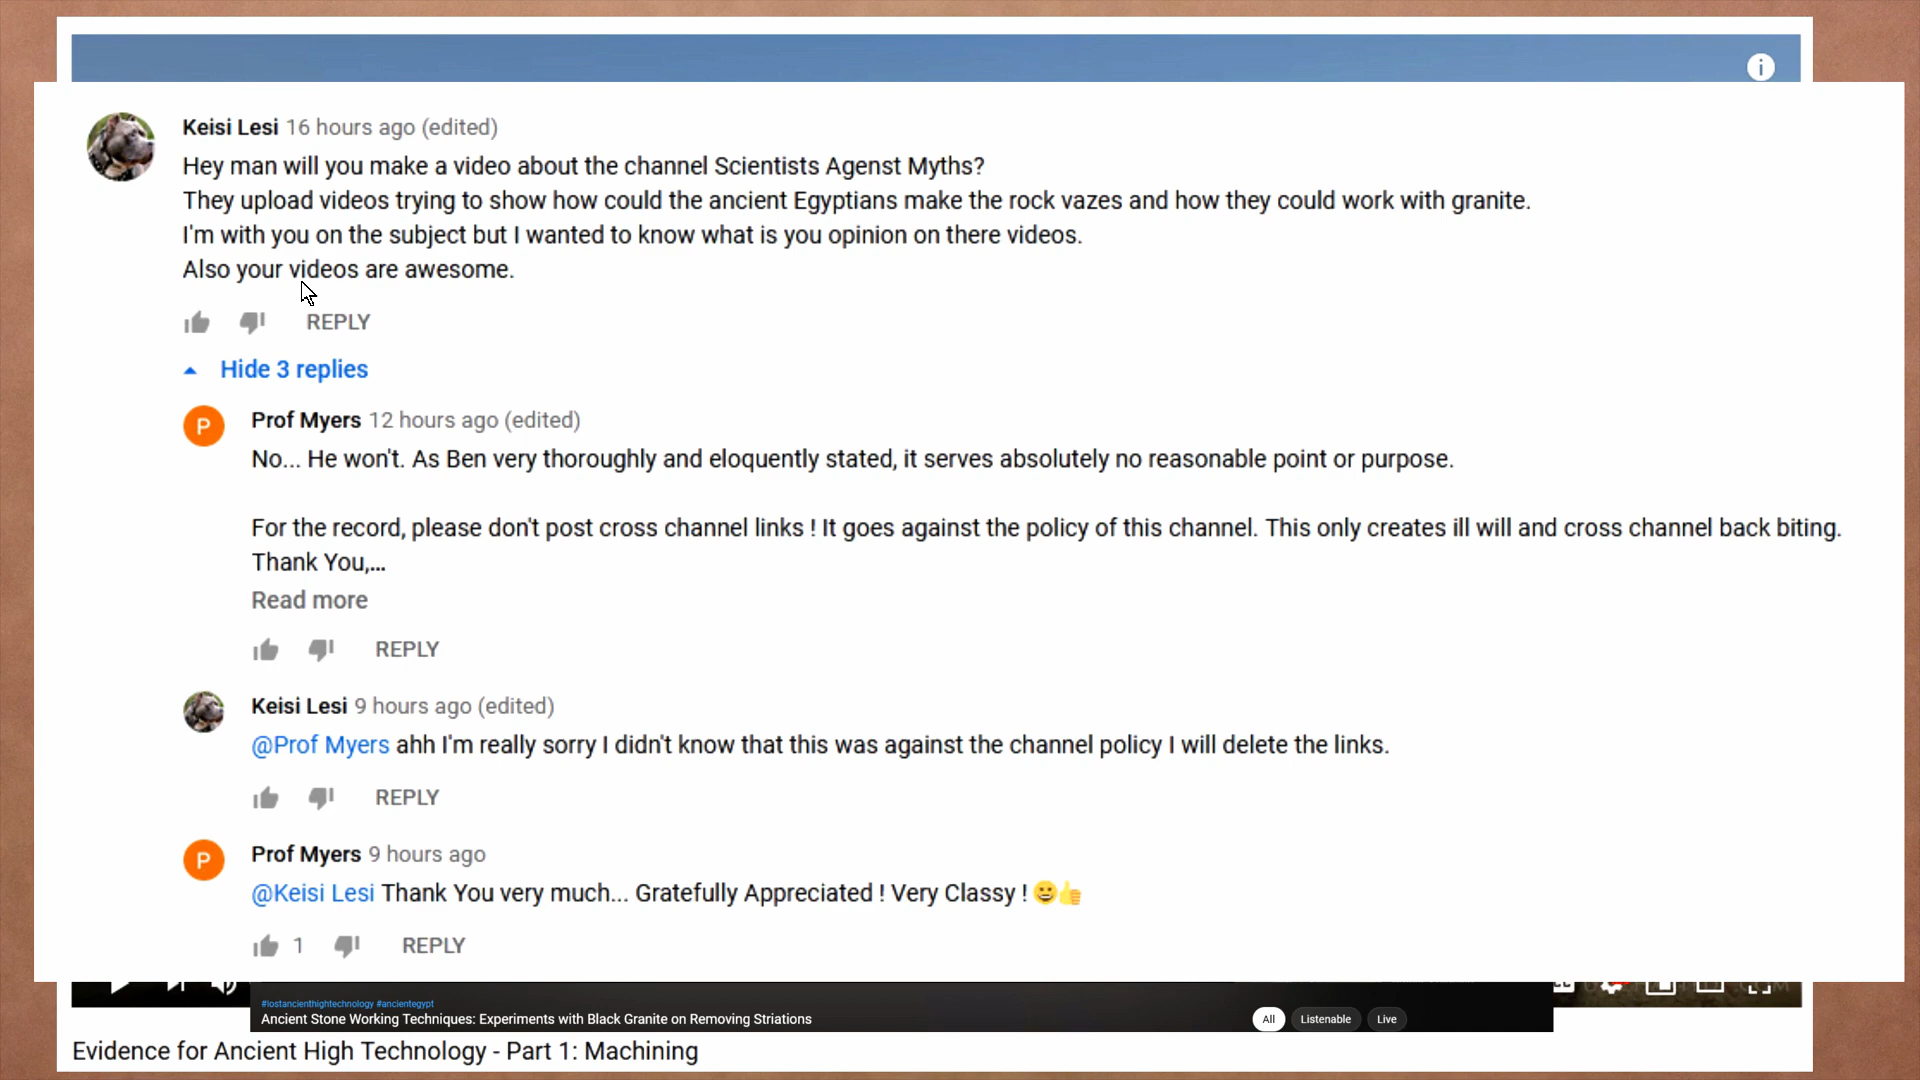 Keisi Lesi 16 hours ago (edited)
Hey man will you make a video about the channel Scientists Agenst Myths?
They upload videos trying to show how could the ancient Egyptians make the rock vazes and how they could work with granite.
I'm with you on the subject but I wanted to know what is you opinion on there videos.
Also your videos are awesome.
REPLY
Hide 3 replies
P
Prof Myers 12 hours ago (edited)
No... He won't. As Ben very thoroughly and eloquently stated, it serves absolutely no reasonable point or purpose.
For the record, please don't post cross channel links ! It goes against the policy of this channel. This only creates ill will and cross channel back biting.
Thank You,...
Read more
REPLY
Keisi Lesi 9 hours ago (edited)
@Prof Myers ahh I'm really sorry I didn't know that this was against the channel policy I will delete the links.
REPLY
P
Prof Myers 9 hours ago
@Keisi Lesi Thank You very much... Gratefully Appreciated ! Very Classy ! 😀👍
1 REPLY
#lostancienthightechnology #ancientegypt
Ancient Stone Working Techniques: Experiments with Black Granite on Removing Striations
All Listenable Live
Evidence for Ancient High Technology - Part 1: Machining